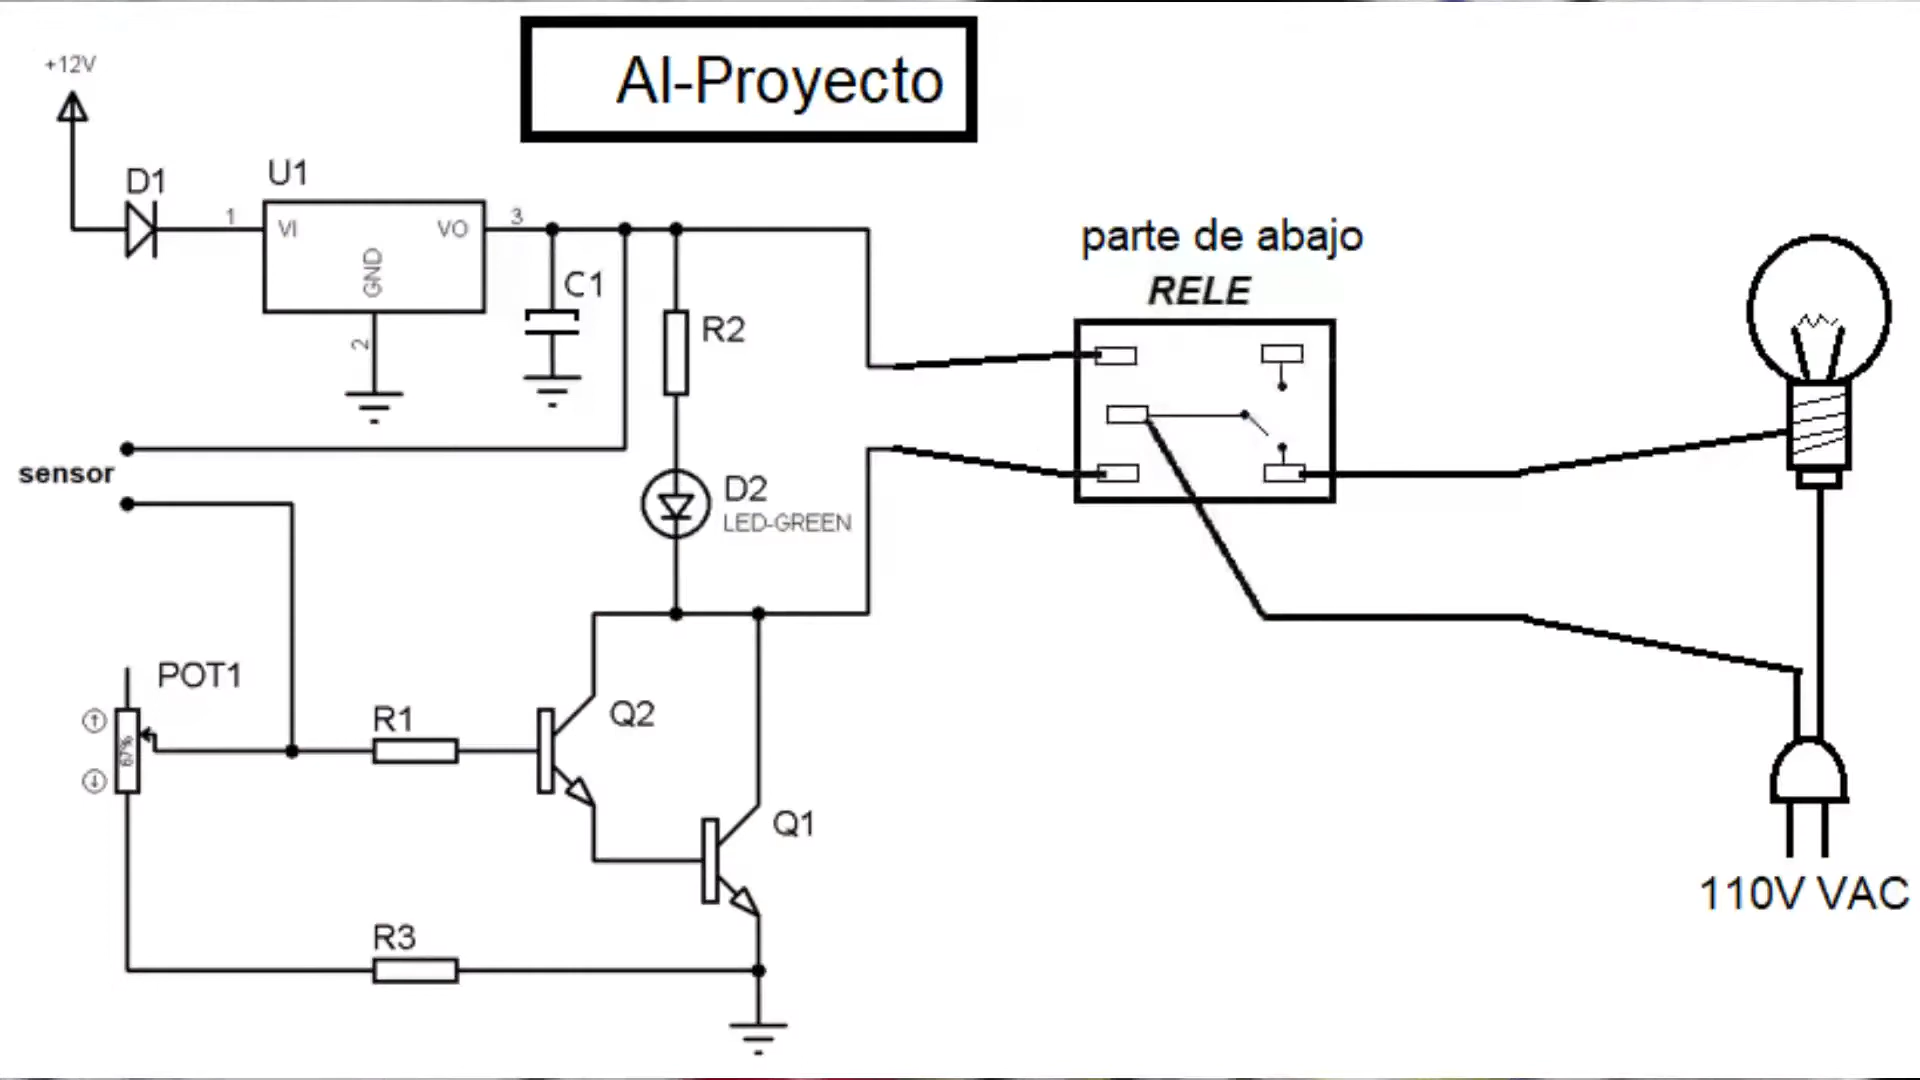 AI-Proyecto
+12V
D1
U1
1
VI
VO
3
GND
2
C1
R2
parte de abajo
RELE
sensor
D2
LED-GREEN
POT1
67%
R1
Q2
Q1
R3
110V VAC